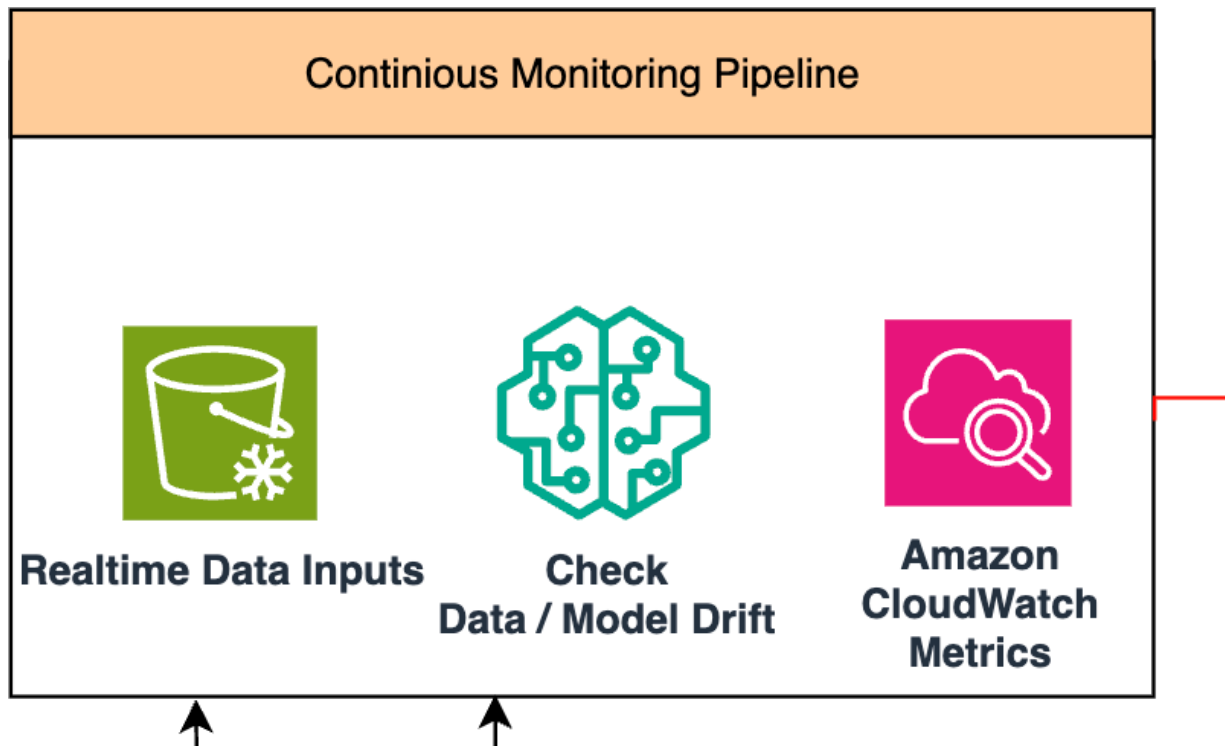 Continious Monitoring Pipeline
Realtime Data Inputs
Check
Data / Model Drift
Amazon
CloudWatch
Metrics